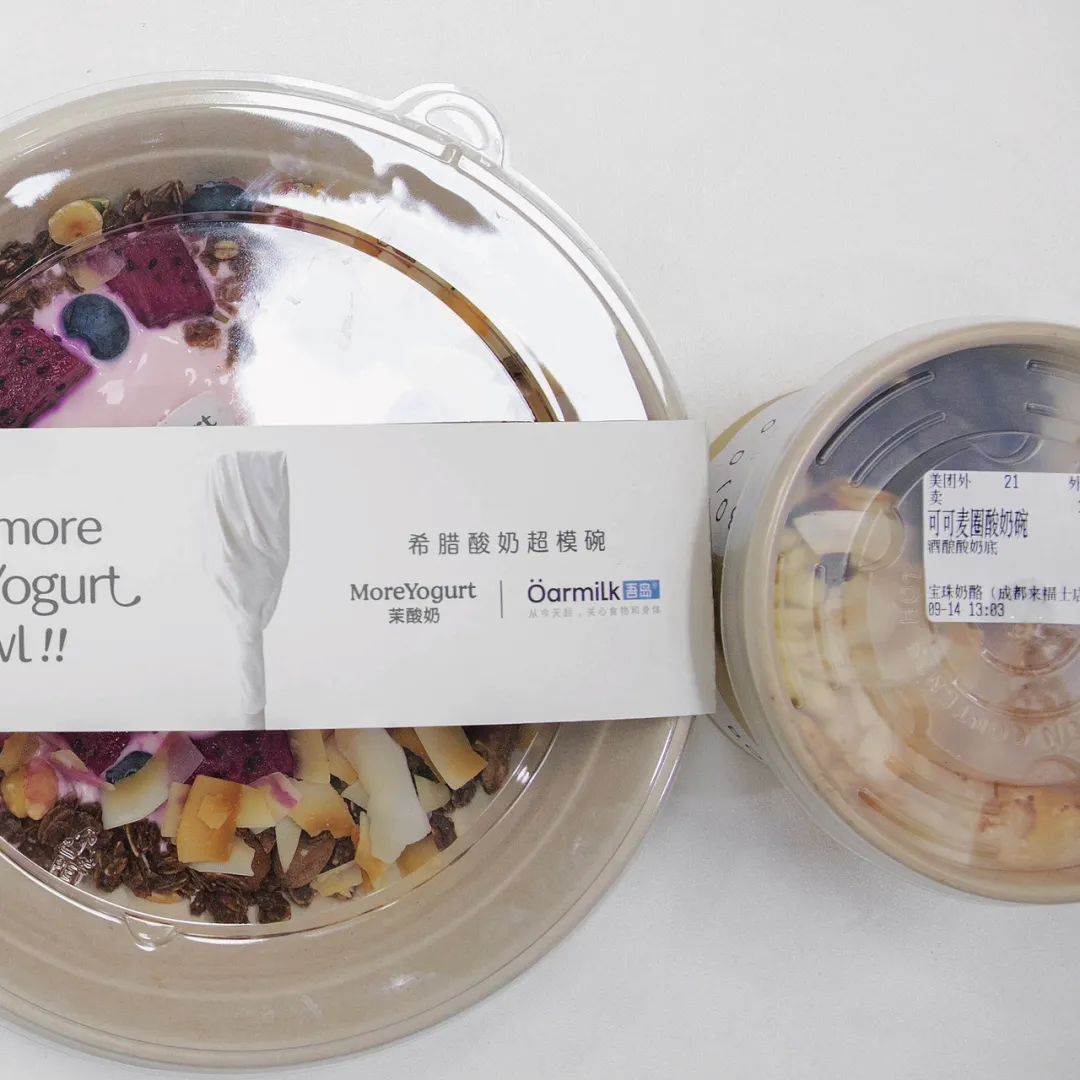 more
Yogurt
wl !!
希腊酸奶超模碗
MoreYogurt
茉酸奶
Öarmilk 吾岛®
从今天起，关心食物和身体
美团外 21 外
卖
可可麦圈酸奶碗
酒酿酸奶底
宝珠奶酪（成都来福士店
09-14 13:03